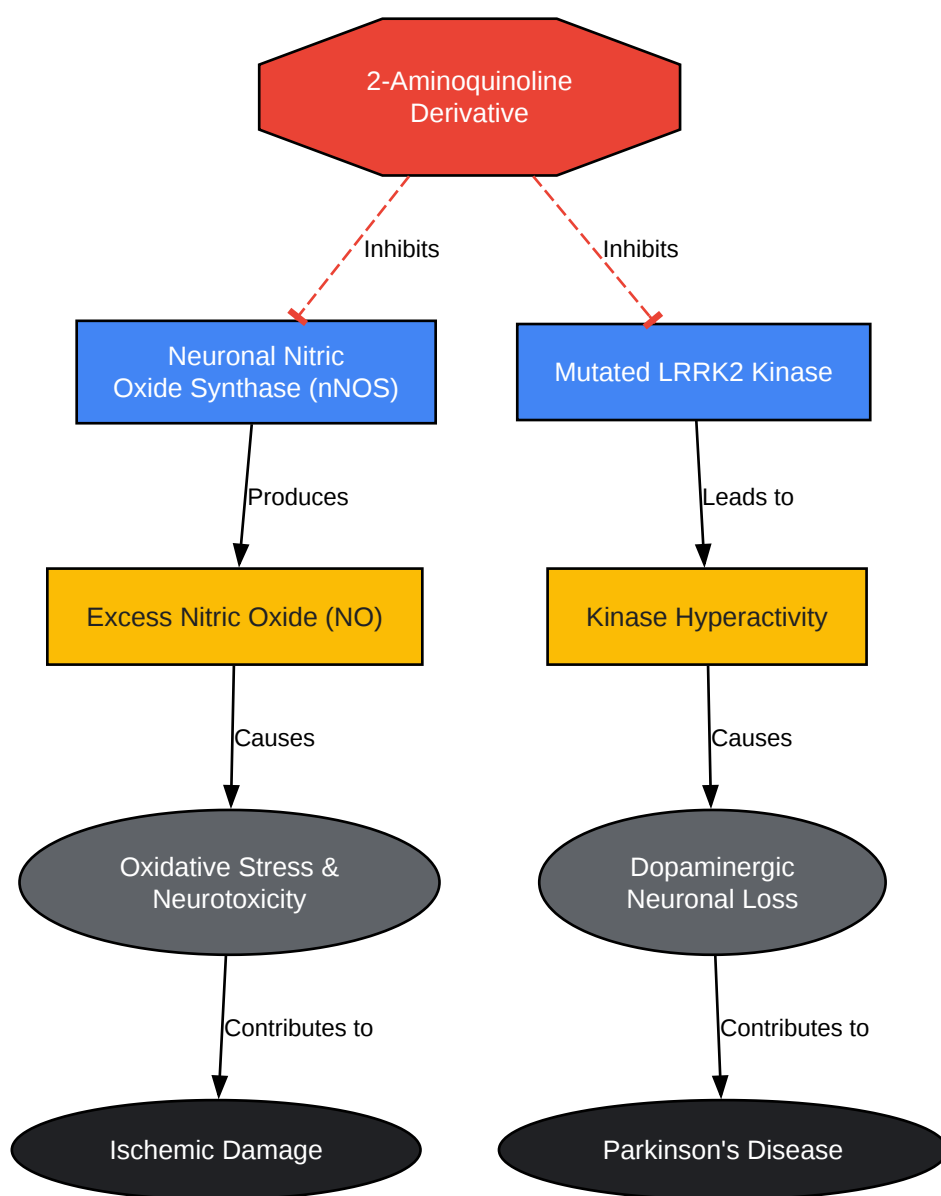 2-Aminoquinoline
Derivative
Inhibits
Inhibits
Neuronal Nitric
Oxide Synthase (nNOS)
Mutated LRRK2 Kinase
Produces
Leads to
Excess Nitric Oxide (NO)
Kinase Hyperactivity
Causes
Causes
Oxidative Stress &
Neurotoxicity
Dopaminergic
Neuronal Loss
Contributes to
Contributes to
Ischemic Damage
Parkinson's Disease